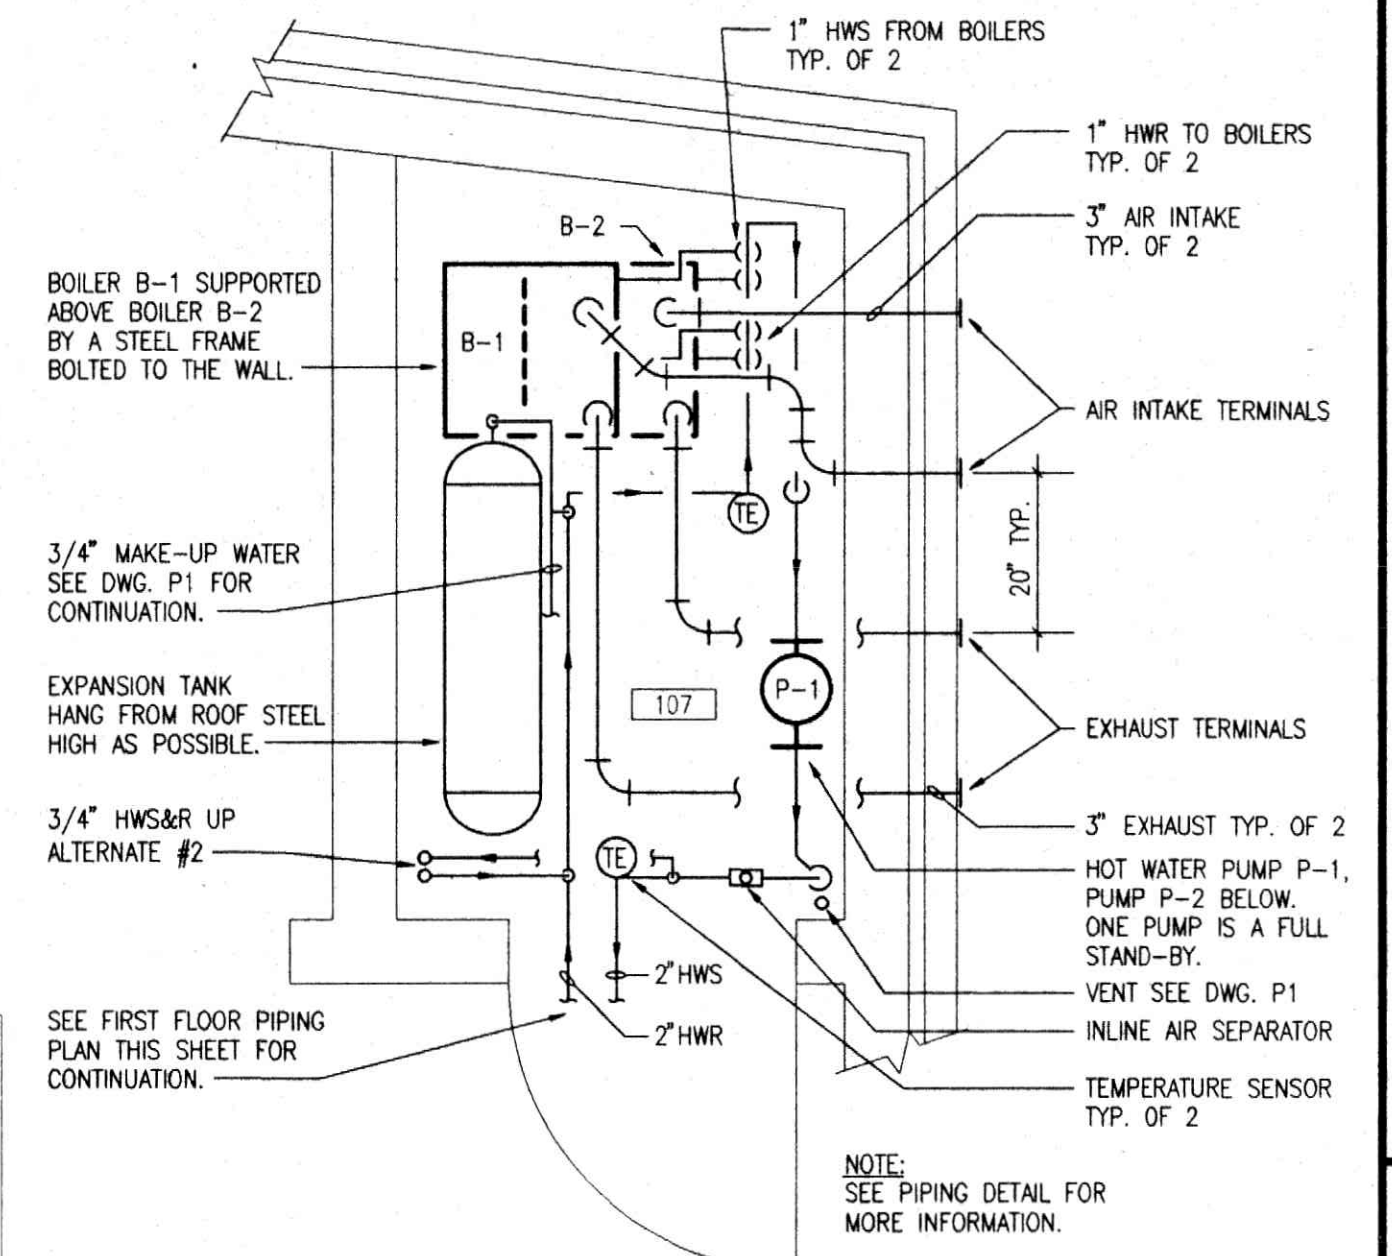 1" HWS FROM BOILERS
TYP. OF 2
1" HWR TO BOILERS
TYP. OF 2
3" AIR INTAKE
TYP. OF 2
B-2
BOILER B-1 SUPPORTED
ABOVE BOILER B-2
BY A STEEL FRAME
BOLTED TO THE WALL.
B-1
AIR INTAKE TERMINALS
TE
20" TYP.
3/4" MAKE-UP WATER
SEE DWG. P1 FOR
CONTINUATION.
EXPANSION TANK
HANG FROM ROOF STEEL
HIGH AS POSSIBLE.
107
P-1
EXHAUST TERMINALS
3/4" HWS&R UP
ALTERNATE #2
TE
3" EXHAUST TYP. OF 2
HOT WATER PUMP P-1,
PUMP P-2 BELOW.
ONE PUMP IS A FULL
STAND-BY.
2" HWS
VENT SEE DWG. P1
2" HWR
INLINE AIR SEPARATOR
SEE FIRST FLOOR PIPING
PLAN THIS SHEET FOR
CONTINUATION.
TEMPERATURE SENSOR
TYP. OF 2
NOTE:
SEE PIPING DETAIL FOR
MORE INFORMATION.